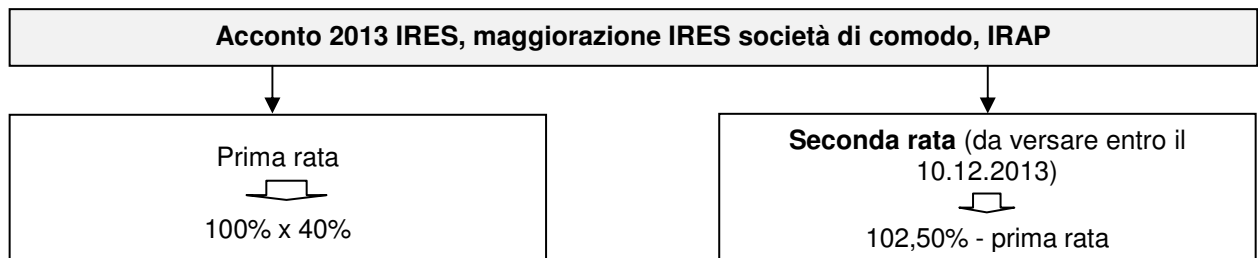 Acconto 2013 IRES, maggiorazione IRES società di comodo, IRAP
Prima rata
100% x 40%
Seconda rata (da versare entro il
10.12.2013)
102,50% - prima rata